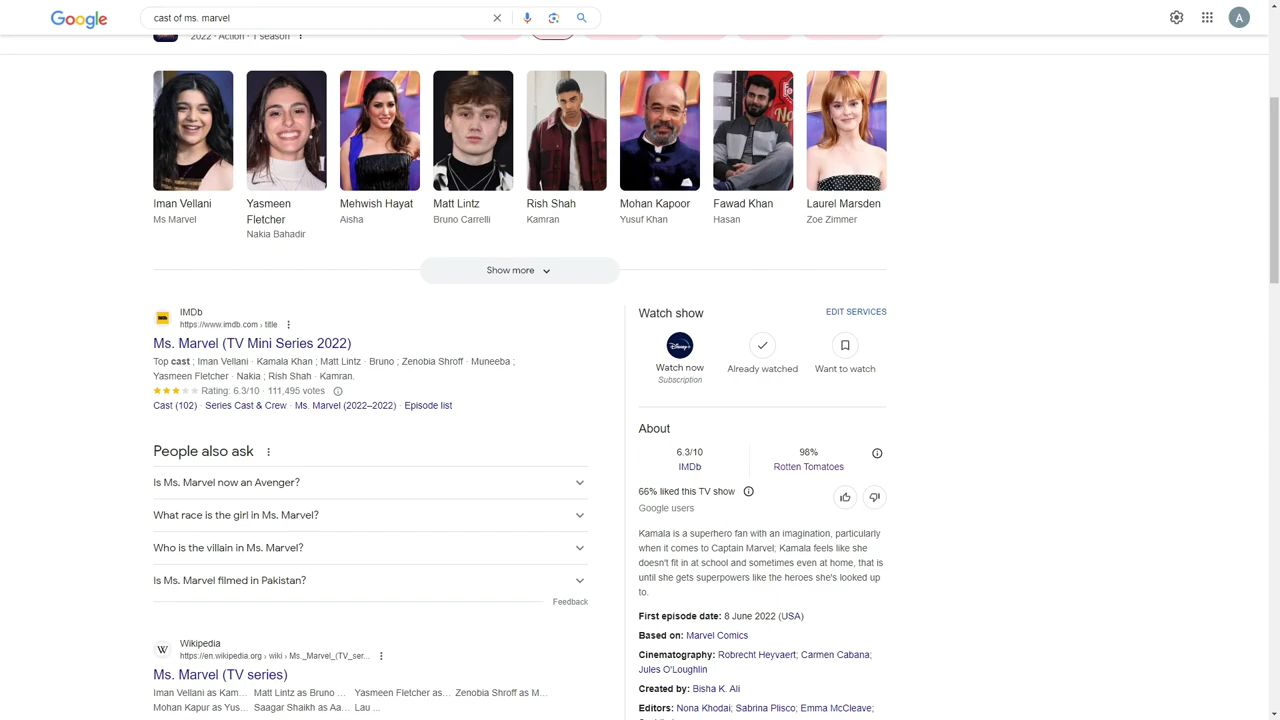 Google
cast of ms. marvel
A
2022 · Action · 1 season
Iman Vellani
Ms Marvel
Yasmeen
Fletcher
Nakia Bahadir
Mehwish Hayat
Aisha
Matt Lintz
Bruno Carrelli
Rish Shah
Kamran
Mohan Kapoor
Yusuf Khan
Fawad Khan
Hasan
Laurel Marsden
Zoe Zimmer
Show more
IMDb
https://www.imdb.com › title
Ms. Marvel (TV Mini Series 2022)
Top cast ; Iman Vellani · Kamala Khan ; Matt Lintz · Bruno ; Zenobia Shroff · Muneeba ;
Yasmeen Fletcher · Nakia ; Rish Shah · Kamran.
Rating: 6.3/10 · 111,495 votes
Cast (102) · Series Cast & Crew · Ms. Marvel (2022–2022) · Episode list
People also ask
Is Ms. Marvel now an Avenger?
What race is the girl in Ms. Marvel?
Who is the villain in Ms. Marvel?
Is Ms. Marvel filmed in Pakistan?
Feedback
W
Wikipedia
https://en.wikipedia.org › wiki › Ms._Marvel_(TV_ser...
Ms. Marvel (TV series)
Iman Vellani as Kam... Matt Lintz as Bruno ... Yasmeen Fletcher as... Zenobia Shroff as M...
Mohan Kapur as Yus... Saagar Shaikh as Aa... Lau ...
Watch show
EDIT SERVICES
Disney+
Watch now
Subscription
Already watched
Want to watch
About
6.3/10
IMDb
98%
Rotten Tomatoes
66% liked this TV show
Google users
Kamala is a superhero fan with an imagination, particularly
when it comes to Captain Marvel; Kamala feels like she
doesn't fit in at school and sometimes even at home, that is
until she gets superpowers like the heroes she's looked up
to.
First episode date: 8 June 2022 (USA)
Based on: Marvel Comics
Cinematography: Robrecht Heyvaert; Carmen Cabana;
Jules O'Loughlin
Created by: Bisha K. Ali
Editors: Nona Khodai; Sabrina Plisco; Emma McCleave;